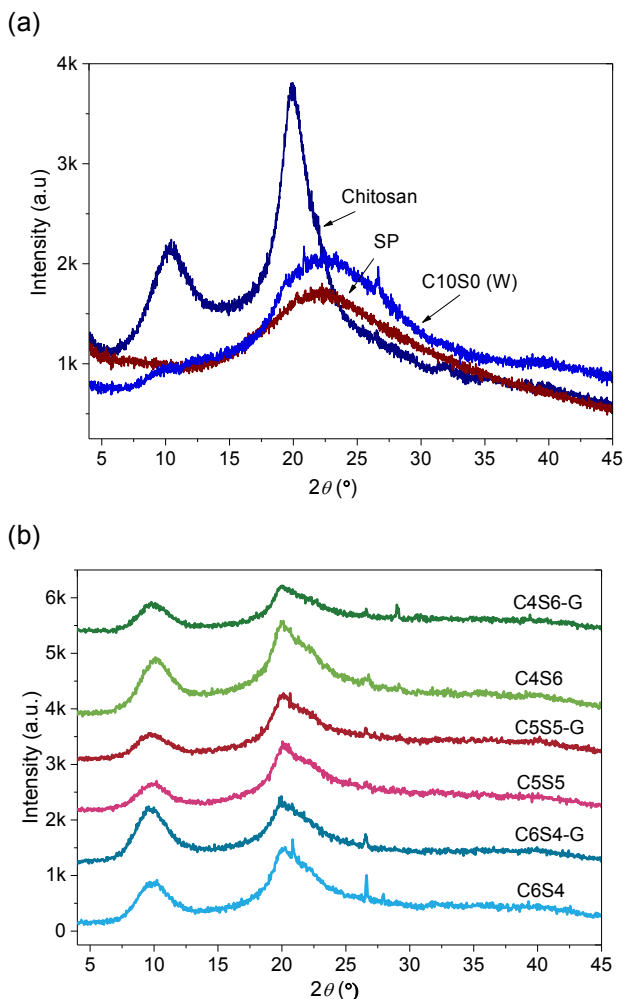 (a)
4k
3k
2k
1k
Intensity (a.u)
Chitosan
SP
C10S0 (W)
5 10 15 20 25 30 35 40 45
2θ (°)
(b)
6k
5k
4k
3k
2k
1k
0
Intensity (a.u.)
C4S6-G
C4S6
C5S5-G
C5S5
C6S4-G
C6S4
5 10 15 20 25 30 35 40 45
2θ (°)